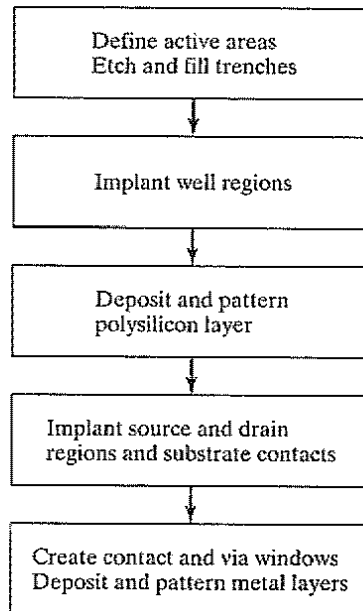 Define active areas
Etch and fill trenches
Implant well regions
Deposit and pattern
polysilicon layer
Implant source and drain
regions and substrate contacts
Create contact and via windows
Deposit and pattern metal layers